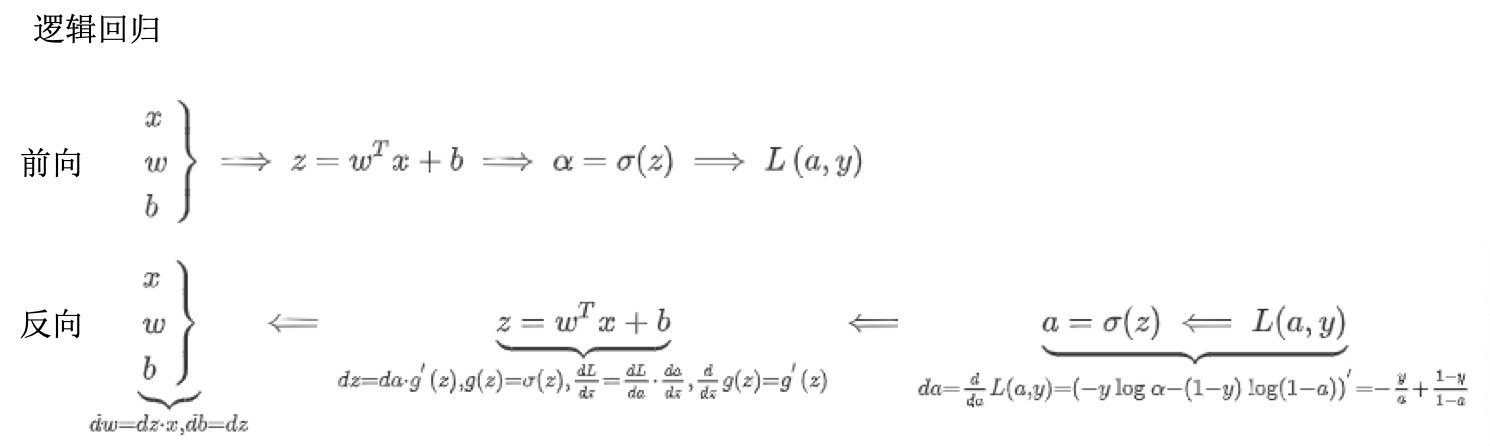 逻辑回归
x
前向 w } ⟹ z = w^T x + b ⟹ α = σ(z) ⟹ L(a, y)
b
x
反向 w } ⟸ z = w^T x + b ⟸ a = σ(z) ⟸ L(a, y)
b
dz=da·g′(z),g(z)=σ(z),dL/dz=dL/da·da/dz,d/dz g(z)=g′(z) da=d/da L(a,y)=(−y log α−(1−y) log(1−a))′=−y/a+1−y/1−a
dw=dz·x,db=dz